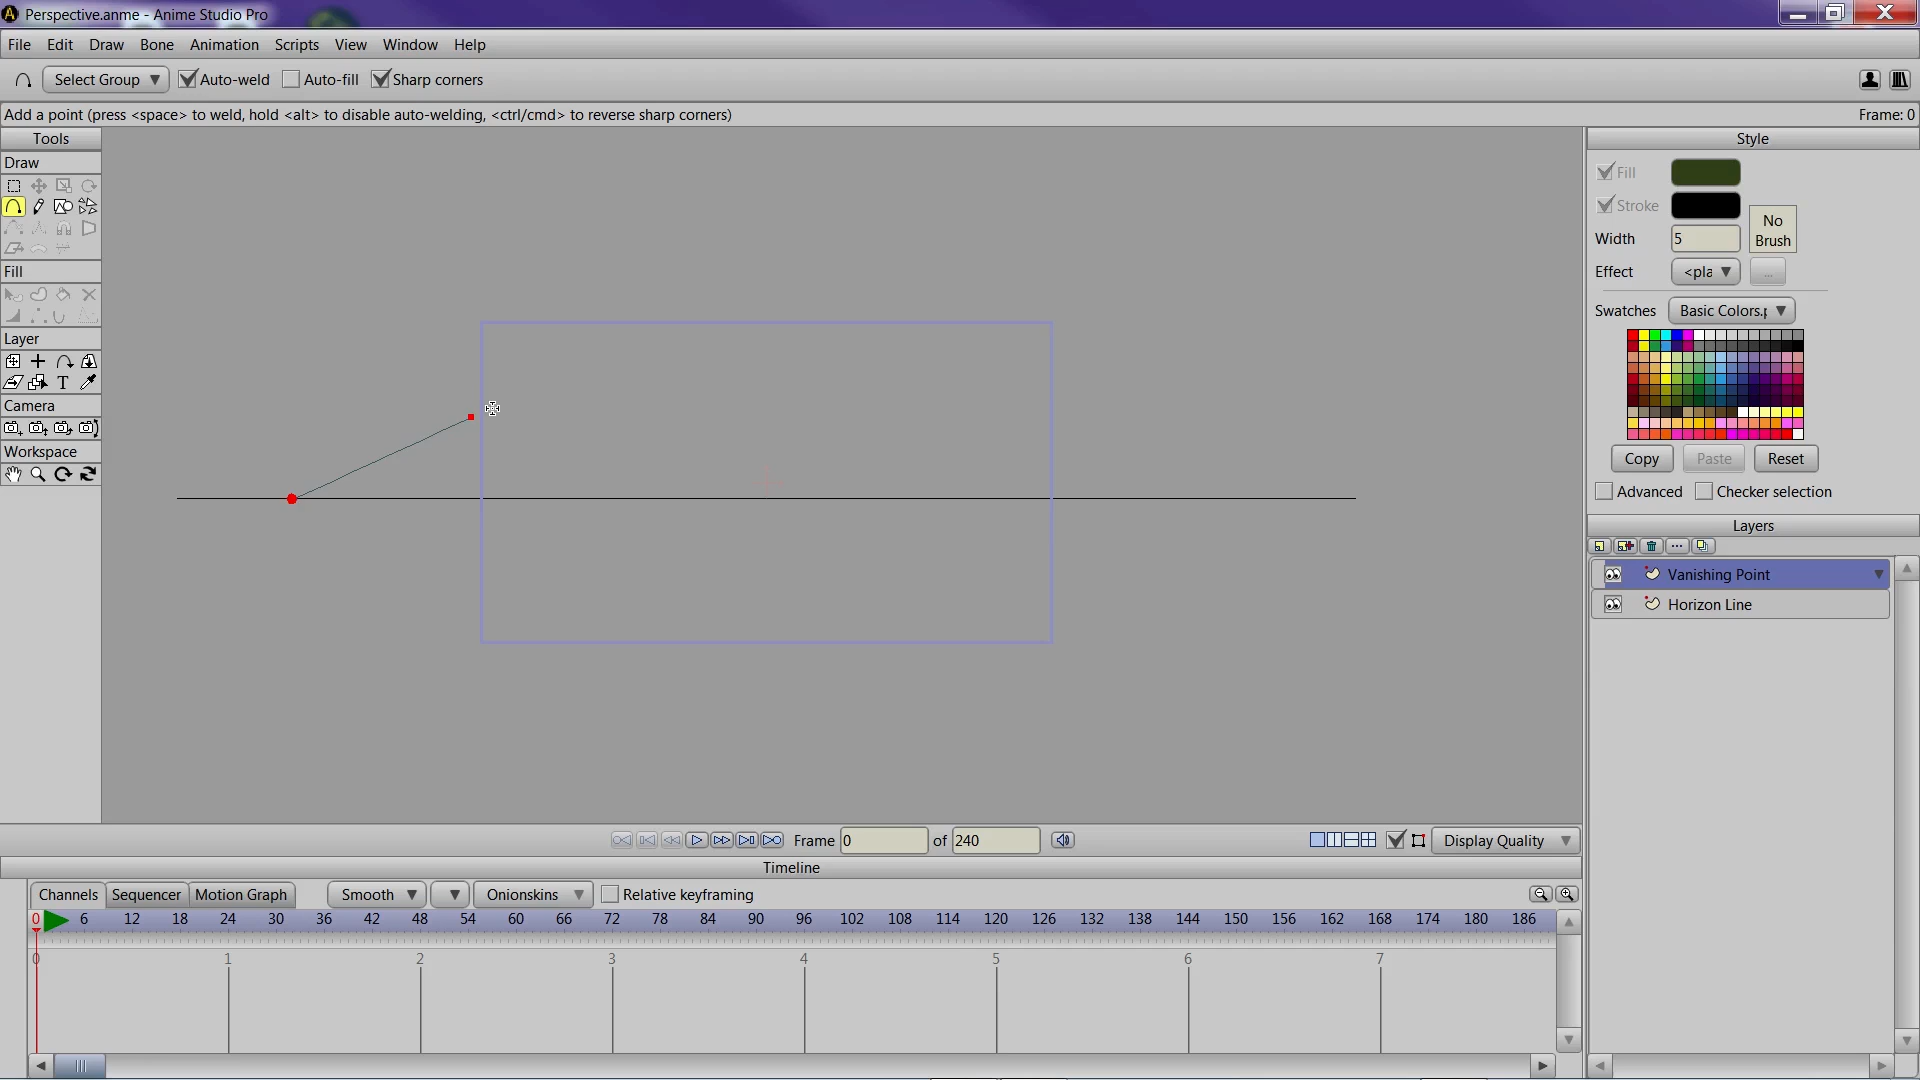 Perspective.anme - Anime Studio Pro
File Edit Draw Bone Animation Scripts View Window Help
Select Group Auto-weld Auto-fill Sharp corners
Add a point (press <space> to weld, hold <alt> to disable auto-welding, <ctrl/cmd> to reverse sharp corners) Frame: 0
Tools
Draw
Fill
Layer
T
Camera
Workspace
Style
Fill
Stroke
No
Brush
Width 5
Effect <pla ...
Swatches Basic Colors.p
Copy Paste Reset
Advanced Checker selection
Layers
Vanishing Point
Horizon Line
Frame 0 of 240 Display Quality
Timeline
Channels Sequencer Motion Graph Smooth Onionskins Relative keyframing
0 6 12 18 24 30 36 42 48 54 60 66 72 78 84 90 96 102 108 114 120 126 132 138 144 150 156 162 168 174 180 186
0 1 2 3 4 5 6 7